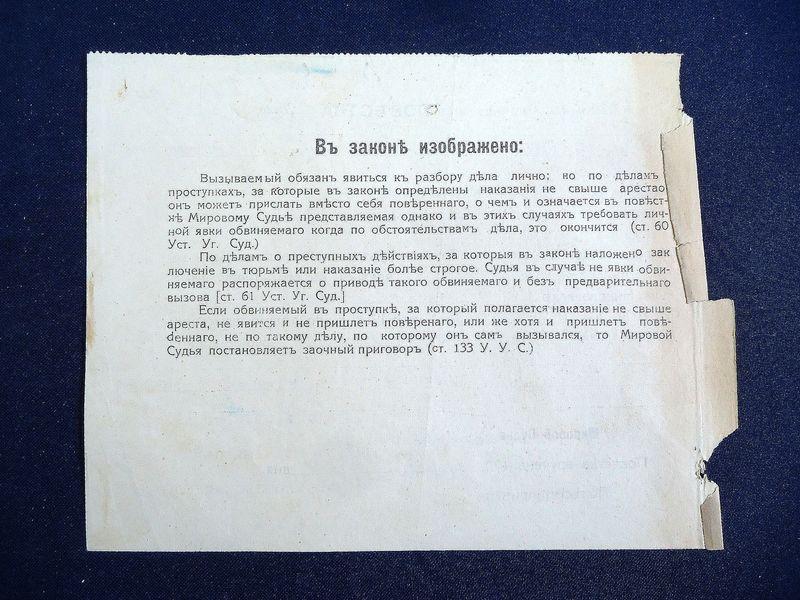 Въ законѣ изображено:
Вызываемый обязанъ явиться къ разбору дѣла лично: но по дѣламъ
проступкахъ, за которые въ законѣ опредѣлены наказанія не свыше арестао
онъ можетъ прислать вмѣсто себя повѣреннаго, о чемъ и означается въ повѣст-
хѣ Мировому Судьѣ представляемая однако и въ этихъ случаяхъ требовать лич-
ной явки обвиняемаго когда по обстоятельствамъ дѣла, это окончится (ст. 60
Уст. Уг. Суд.)
По дѣламъ о преступныхъ дѣйствіяхъ, за которыя въ законѣ наложено зак
люченіе въ тюрьмѣ или наказаніе болѣе строгое. Судья въ случаѣ не явки обви-
няемаго распоряжается о приводѣ такого обвиняемаго и безъ предварительнаго
вызова [ст. 61 Уст. Уг. Суд.]
Если обвиняемый въ проступкѣ, за который полагается наказаніе не свыше
ареста, не явится и не пришлетъ повѣренаго, или же хотя и пришлетъ повѣ-
деннаго, не по такому дѣлу, по которому онъ самъ вызывался, то Мировой
Судья постановляетъ заочный приговоръ (ст. 133 У. У. С.)